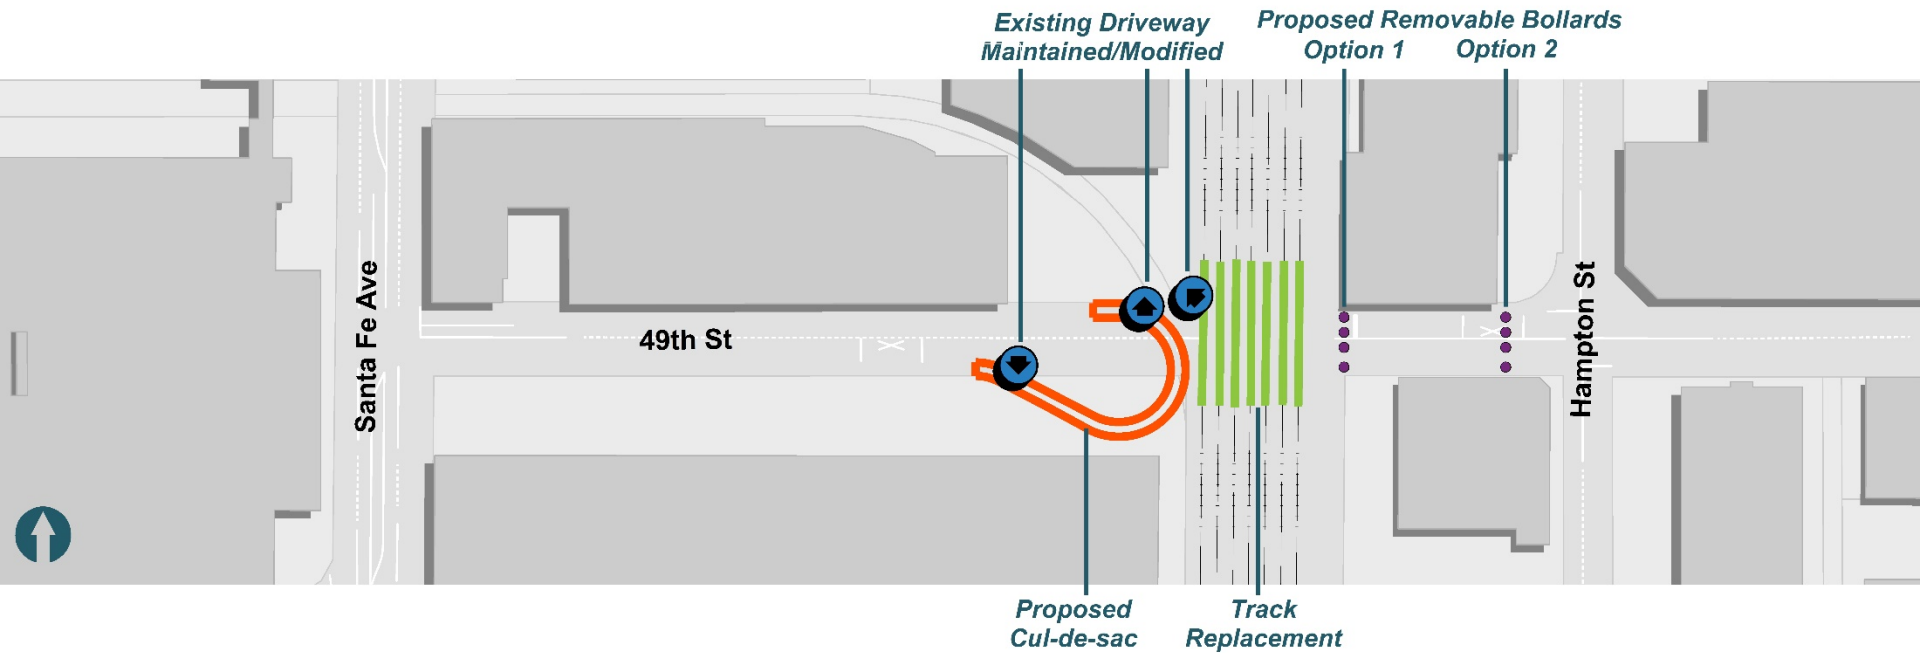 Existing Driveway
Maintained/Modified
Proposed Removable Bollards
Option 1
Option 2
Santa Fe Ave
49th St
Hampton St
Proposed
Cul-de-sac
Track
Replacement